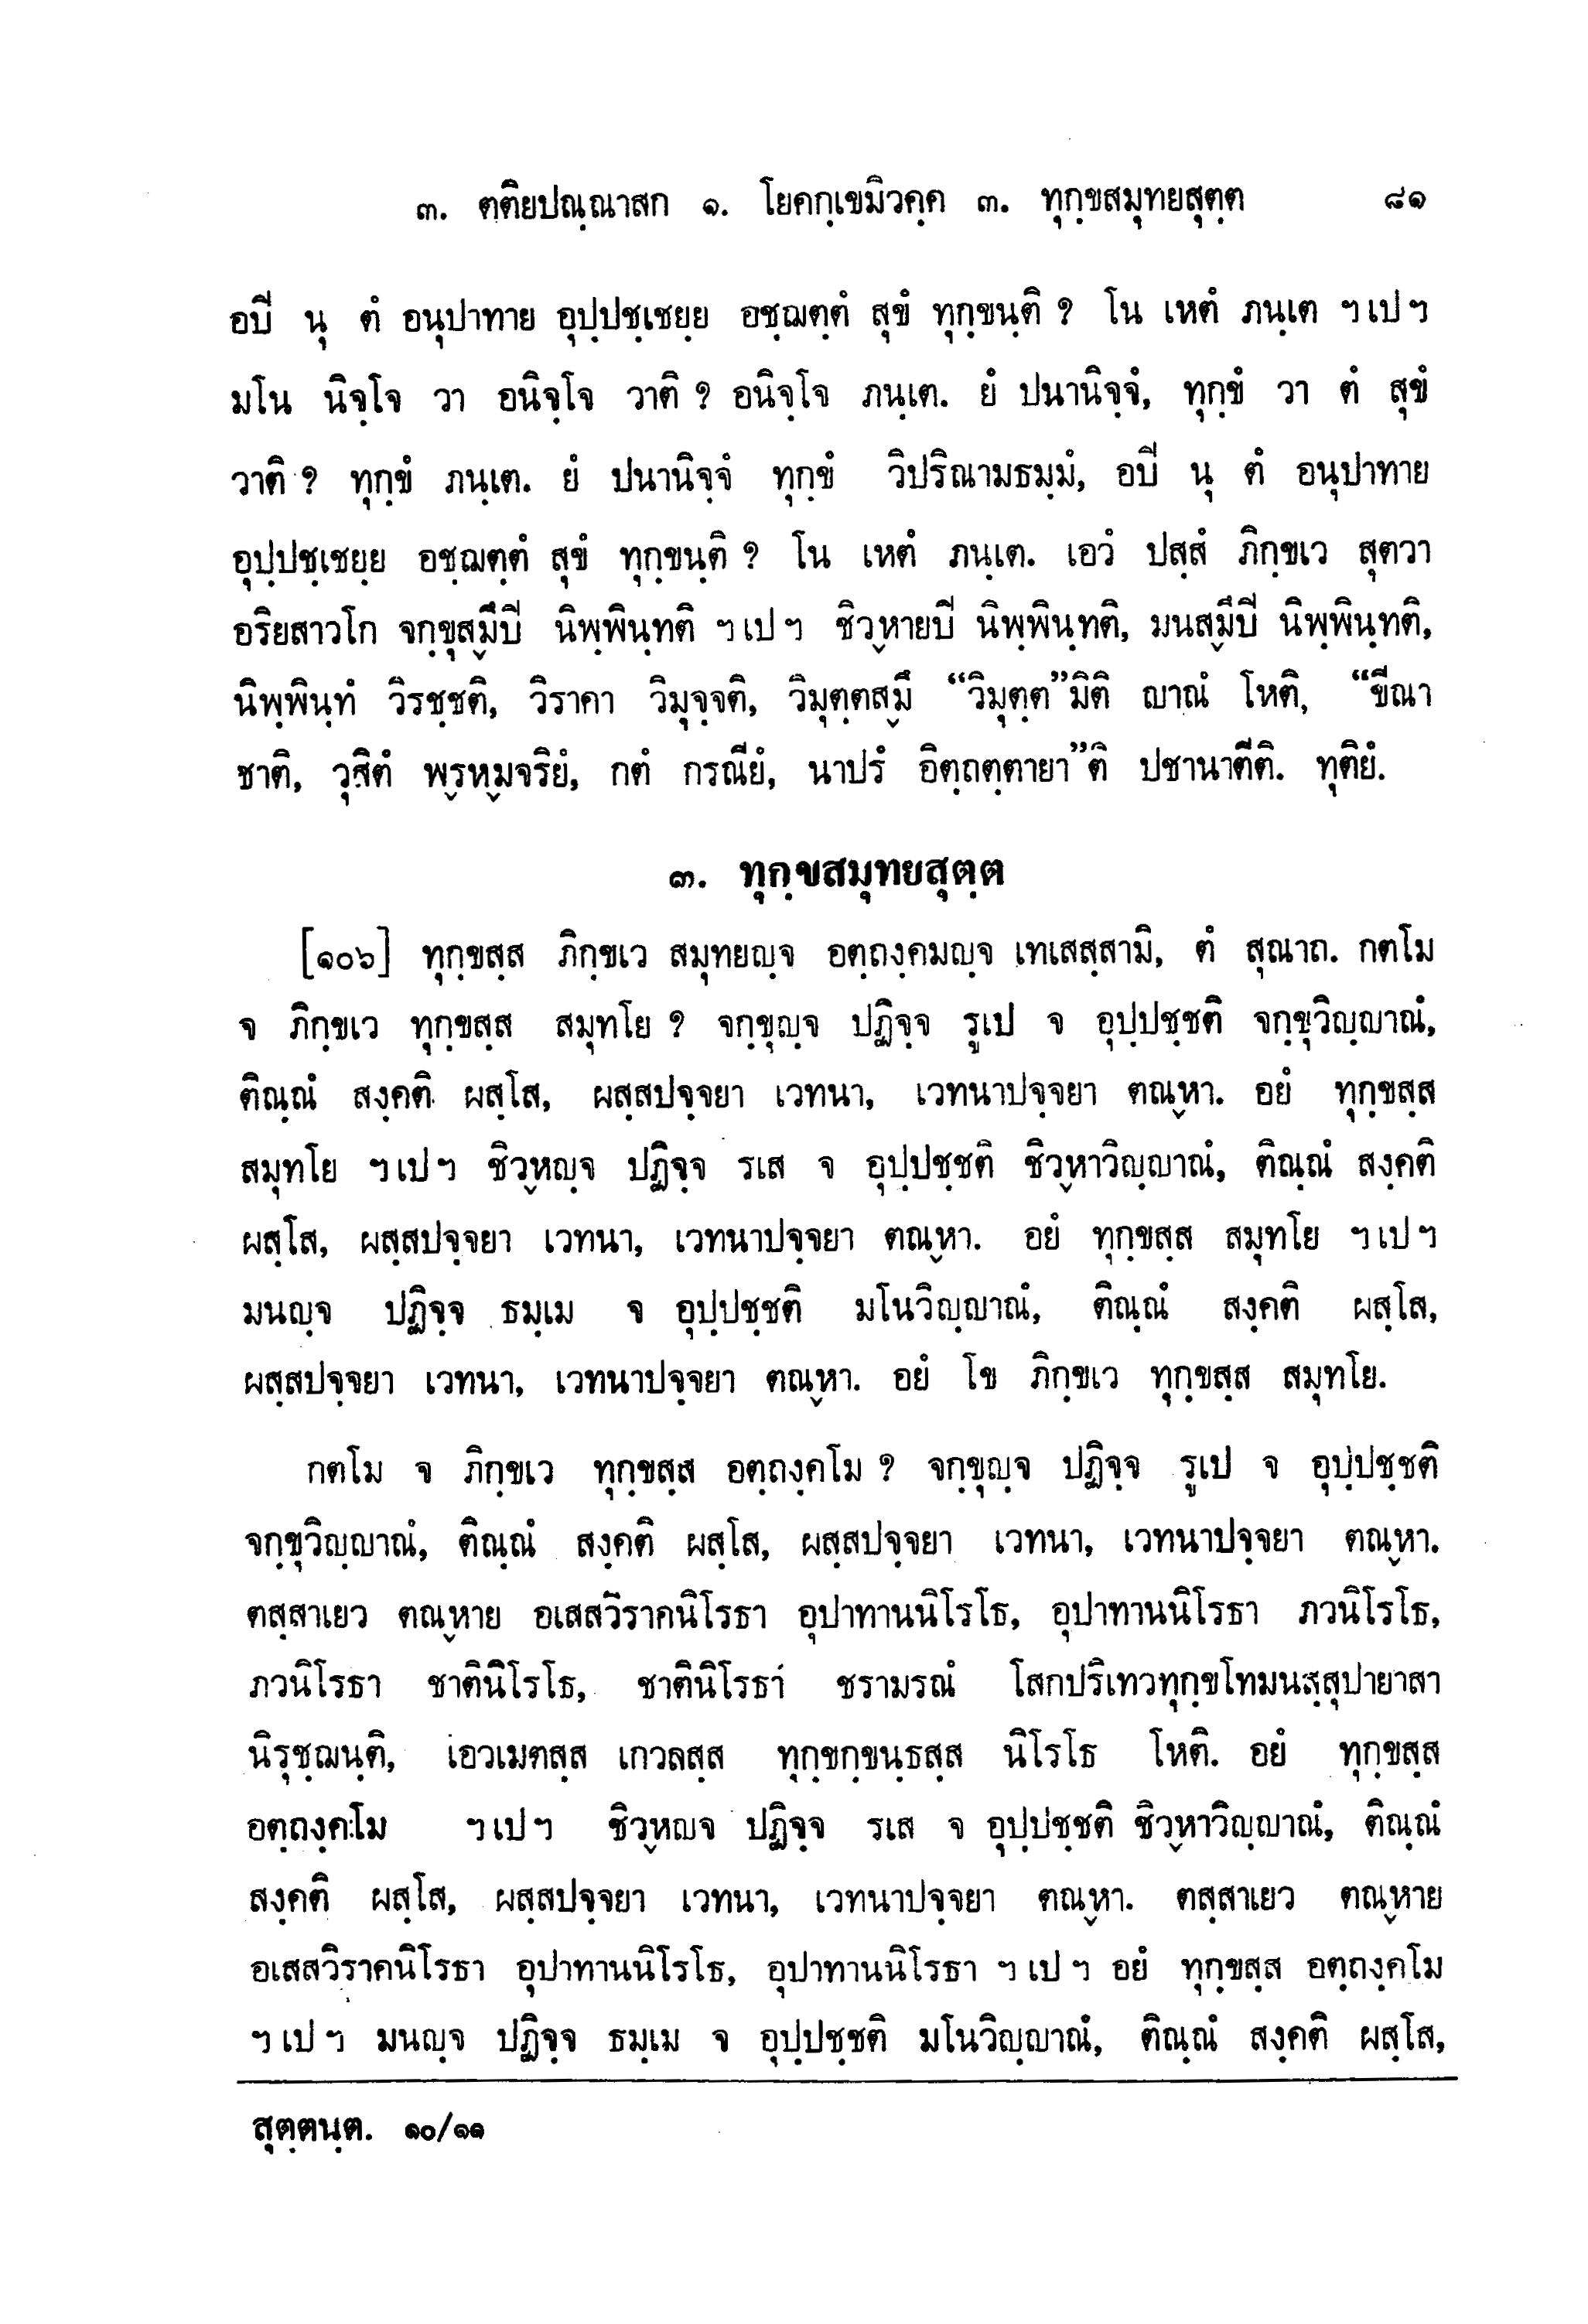 ๓. ตติยปณฺณาสก ๑. โยคกฺเขมิวคฺค ๓. ทุกฺขสมุทยสุตฺต ๘๑
อปิ นุ ตํ อนุปาทาย อุปฺปชฺเชยฺย อชฺฌตฺตํ สุขํ ทุกฺขนฺติ ? โน เหตํ ภนฺเต ฯเปฯ
มโน นิจฺโจ วา อนิจฺโจ วาติ ? อนิจฺโจ ภนฺเต. ยํ ปนานิจฺจํ, ทุกฺขํ วา ตํ สุขํ
วาติ ? ทุกฺขํ ภนฺเต. ยํ ปนานิจฺจํ ทุกฺขํ วิปริณามธมฺมํ, อปิ นุ ตํ อนุปาทาย
อุปฺปชฺเชยฺย อชฺฌตฺตํ สุขํ ทุกฺขนฺติ ? โน เหตํ ภนฺเต. เอวํ ปสฺสํ ภิกฺขเว สุตวา
อริยสาวโก จกฺขุสฺมึปิ นิพฺพินฺทติ ฯเปฯ ชิวฺหายปิ นิพฺพินฺทติ, มนสฺมึปิ นิพฺพินฺทติ,
นิพฺพินฺทํ วิรชฺชติ, วิราคา วิมุจฺจติ, วิมุตฺตสฺมึ “วิมุตฺต”มิติ ญาณํ โหติ, “ขีณา
ชาติ, วุสิตํ พฺรหฺมจริยํ, กตํ กรณียํ, นาปรํ อิตฺถตฺตายา”ติ ปชานาตีติ. ทุติยํ.
๓. ทุกฺขสมุทยสุตฺต
[๑๐๖] ทุกฺขสฺส ภิกฺขเว สมุทยญฺจ อตฺถงฺคมญฺจ เทเสสฺสามิ, ตํ สุณาถ. กตโม
จ ภิกฺขเว ทุกฺขสฺส สมุทโย ? จกฺขุญฺจ ปฏิจฺจ รูเป จ อุปฺปชฺชติ จกฺขุวิญฺญาณํ,
ติณฺณํ สงฺคติ ผสฺโส, ผสฺสปจฺจยา เวทนา, เวทนาปจฺจยา ตณฺหา. อยํ ทุกฺขสฺส
สมุทโย ฯเปฯ ชิวฺหญฺจ ปฏิจฺจ รเส จ อุปฺปชฺชติ ชิวฺหาวิญฺญาณํ, ติณฺณํ สงฺคติ
ผสฺโส, ผสฺสปจฺจยา เวทนา, เวทนาปจฺจยา ตณฺหา. อยํ ทุกฺขสฺส สมุทโย ฯเปฯ
มนญฺจ ปฏิจฺจ ธมฺเม จ อุปฺปชฺชติ มโนวิญฺญาณํ, ติณฺณํ สงฺคติ ผสฺโส,
ผสฺสปจฺจยา เวทนา, เวทนาปจฺจยา ตณฺหา. อยํ โข ภิกฺขเว ทุกฺขสฺส สมุทโย.
กตโม จ ภิกฺขเว ทุกฺขสฺส อตฺถงฺคโม ? จกฺขุญฺจ ปฏิจฺจ รูเป จ อุปฺปชฺชติ
จกฺขุวิญฺญาณํ, ติณฺณํ สงฺคติ ผสฺโส, ผสฺสปจฺจยา เวทนา, เวทนาปจฺจยา ตณฺหา.
ตสฺสาเยว ตณฺหาย อเสสวิราคนิโรธา อุปาทานนิโรโธ, อุปาทานนิโรธา ภวนิโรโธ,
ภวนิโรธา ชาตินิโรโธ, ชาตินิโรธา ชรามรณํ โสกปริเทวทุกฺขโทมนสฺสุปายาสา
นิรุชฺฌนฺติ, เอวเมตสฺส เกวลสฺส ทุกฺขกฺขนฺธสฺส นิโรโธ โหติ. อยํ ทุกฺขสฺส
อตฺถงฺคโม ฯเปฯ ชิวฺหญจ ปฏิจฺจ รเส จ อุปฺปชฺชติ ชิวฺหาวิญฺญาณํ, ติณฺณํ
สงฺคติ ผสฺโส, ผสฺสปจฺจยา เวทนา, เวทนาปจฺจยา ตณฺหา. ตสฺสาเยว ตณฺหาย
อเสสวิราคนิโรธา อุปาทานนิโรโธ, อุปาทานนิโรธา ฯเปฯ อยํ ทุกฺขสฺส อตฺถงฺคโม
ฯเปฯ มนญฺจ ปฏิจฺจ ธมฺเม จ อุปฺปชฺชติ มโนวิญฺญาณํ, ติณฺณํ สงฺคติ ผสฺโส,
สุตฺตนฺต. ๑๐/๑๑